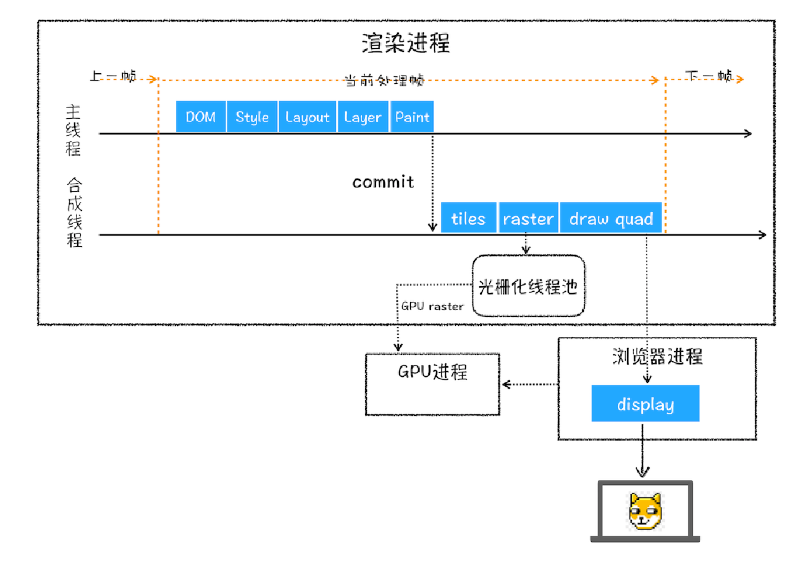 渲染进程
上一帧
当前处理帧
下一帧
主线程
DOM
Style
Layout
Layer
Paint
commit
合成线程
tiles
raster
draw quad
光栅化线程池
GPU raster
GPU进程
浏览器进程
display